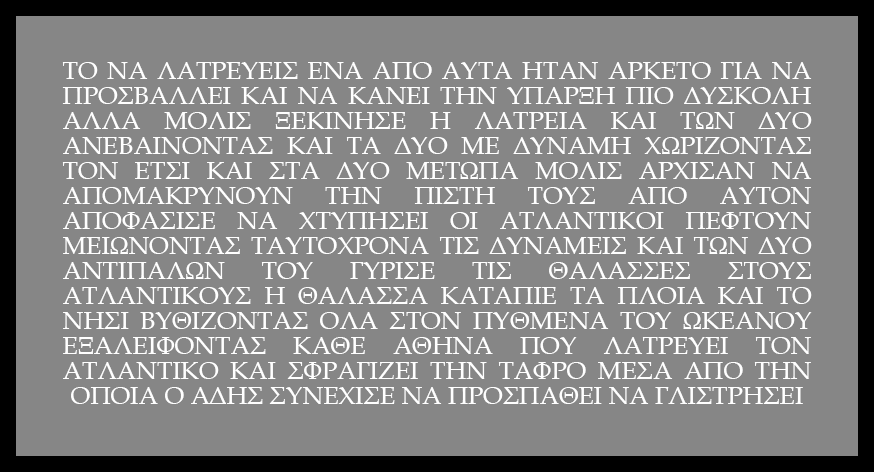 ΤΟ ΝΑ ΛΑΤΡΕΥΕΙΣ ΕΝΑ ΑΠΟ ΑΥΤΑ ΗΤΑΝ ΑΡΚΕΤΟ ΓΙΑ ΝΑ
ΠΡΟΣΒΑΛΛΕΙ ΚΑΙ ΝΑ ΚΑΝΕΙ ΤΗΝ ΥΠΑΡΞΗ ΠΙΟ ΔΥΣΚΟΛΗ
ΑΛΛΑ ΜΟΛΙΣ ΞΕΚΙΝΗΣΕ Η ΛΑΤΡΕΙΑ ΚΑΙ ΤΩΝ ΔΥΟ
ΑΝΕΒΑΙΝΟΝΤΑΣ ΚΑΙ ΤΑ ΔΥΟ ΜΕ ΔΥΝΑΜΗ ΧΩΡΙΖΟΝΤΑΣ
ΤΟΝ ΕΤΣΙ ΚΑΙ ΣΤΑ ΔΥΟ ΜΕΤΩΠΑ ΜΟΛΙΣ ΑΡΧΙΣΑΝ ΝΑ
ΑΠΟΜΑΚΡΥΝΟΥΝ ΤΗΝ ΠΙΣΤΗ ΤΟΥΣ ΑΠΟ ΑΥΤΟΝ
ΑΠΟΦΑΣΙΣΕ ΝΑ ΧΤΥΠΗΣΕΙ ΟΙ ΑΤΛΑΝΤΙΚΟΙ ΠΕΦΤΟΥΝ
ΜΕΙΩΝΟΝΤΑΣ ΤΑΥΤΟΧΡΟΝΑ ΤΙΣ ΔΥΝΑΜΕΙΣ ΚΑΙ ΤΩΝ ΔΥΟ
ΑΝΤΙΠΑΛΩΝ ΤΟΥ ΓΥΡΙΣΕ ΤΙΣ ΘΑΛΑΣΣΕΣ ΣΤΟΥΣ
ΑΤΛΑΝΤΙΚΟΥΣ Η ΘΑΛΑΣΣΑ ΚΑΤΑΠΙΕ ΤΑ ΠΛΟΙΑ ΚΑΙ ΤΟ
ΝΗΣΙ ΒΥΘΙΖΟΝΤΑΣ ΟΛΑ ΣΤΟΝ ΠΥΘΜΕΝΑ ΤΟΥ ΩΚΕΑΝΟΥ
ΕΞΑΛΕΙΦΟΝΤΑΣ ΚΑΘΕ ΑΘΗΝΑ ΠΟΥ ΛΑΤΡΕΥΕΙ ΤΟΝ
ΑΤΛΑΝΤΙΚΟ ΚΑΙ ΣΦΡΑΓΙΖΕΙ ΤΗΝ ΤΑΦΡΟ ΜΕΣΑ ΑΠΟ ΤΗΝ
ΟΠΟΙΑ Ο ΑΔΗΣ ΣΥΝΕΧΙΣΕ ΝΑ ΠΡΟΣΠΑΘΕΙ ΝΑ ΓΛΙΣΤΡΗΣΕΙ